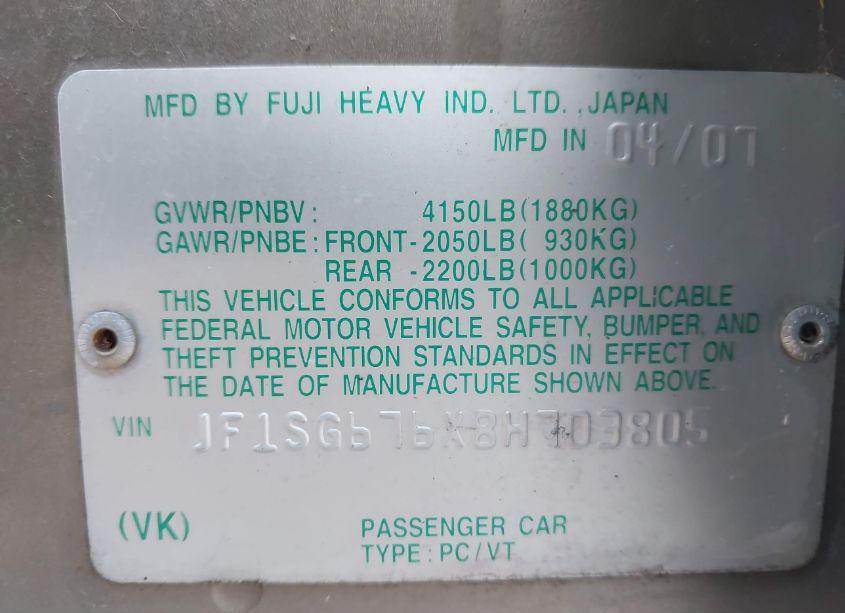 MFD BY FUJI HEAVY IND. LTD., JAPAN
MFD IN 04/07
GVWR/PNBV: 4150LB(1880KG)
GAWR/PNBE: FRONT-2050LB( 930KG)
REAR -2200LB(1000KG)
THIS VEHICLE CONFORMS TO ALL APPLICABLE
FEDERAL MOTOR VEHICLE SAFETY, BUMPER, AND
THEFT PREVENTION STANDARDS IN EFFECT ON
THE DATE OF MANUFACTURE SHOWN ABOVE.
VIN JF1SG676X8H703805
(VK) PASSENGER CAR
TYPE: PC/VT